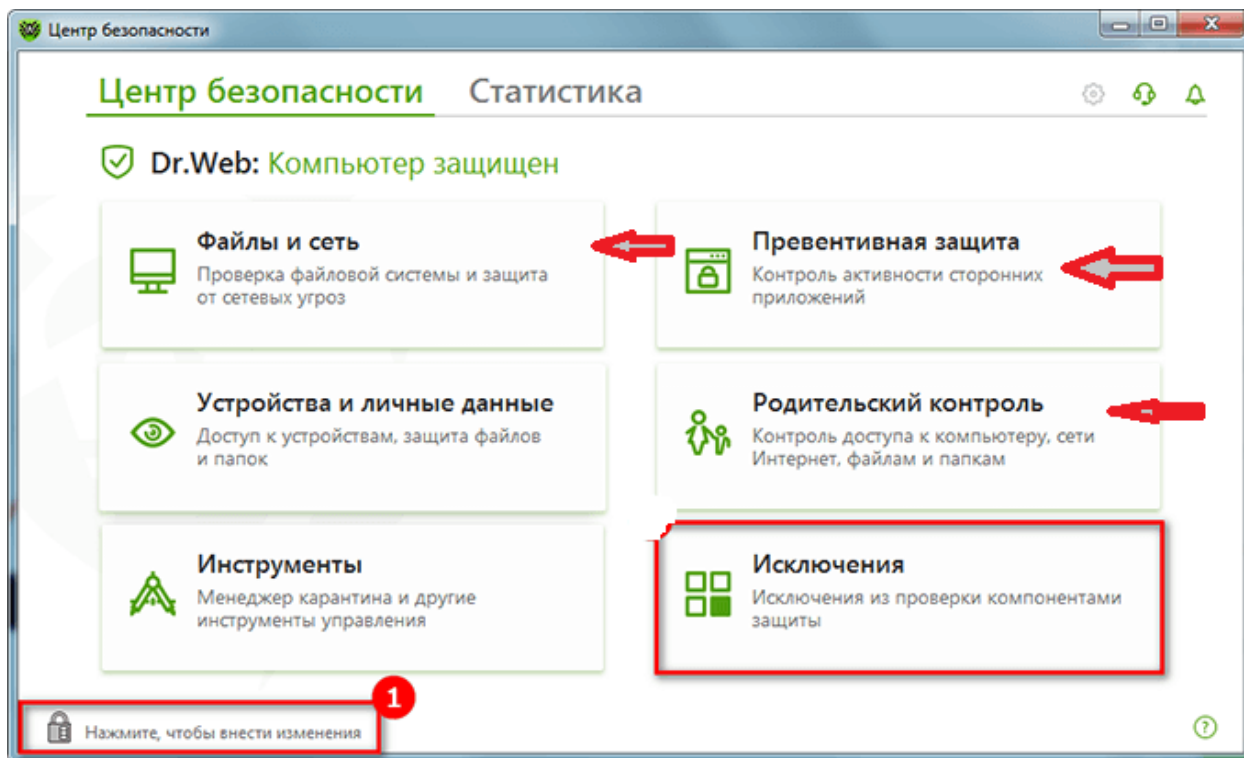 Центр безопасности
Центр безопасности Статистика
Dr.Web: Компьютер защищен
Файлы и сеть
Проверка файловой системы и защита
от сетевых угроз
Превентивная защита
Контроль активности сторонних
приложений
Устройства и личные данные
Доступ к устройствам, защита файлов
и папок
Родительский контроль
Контроль доступа к компьютеру, сети
Интернет, файлам и папкам
Инструменты
Менеджер карантина и другие
инструменты управления
Исключения
Исключения из проверки компонентами
защиты
1
Нажмите, чтобы внести изменения
?